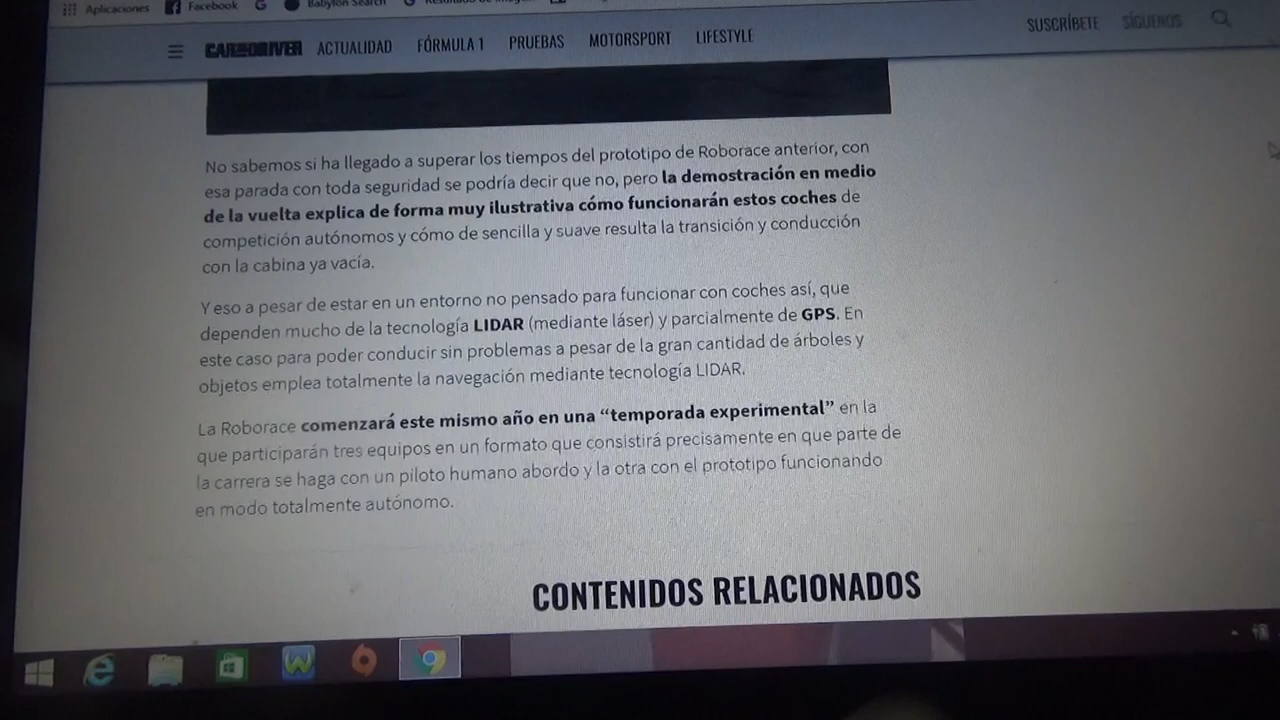 Aplicaciones Facebook G Babylon Search
CAR AND DRIVER ACTUALIDAD FÓRMULA 1 PRUEBAS MOTORSPORT LIFESTYLE SUSCRÍBETE SÍGUENOS
No sabemos si ha llegado a superar los tiempos del prototipo de Roborace anterior, con
esa parada con toda seguridad se podría decir que no, pero la demostración en medio
de la vuelta explica de forma muy ilustrativa cómo funcionarán estos coches de
competición autónomos y cómo de sencilla y suave resulta la transición y conducción
con la cabina ya vacía.
Y eso a pesar de estar en un entorno no pensado para funcionar con coches así, que
dependen mucho de la tecnología LIDAR (mediante láser) y parcialmente de GPS. En
este caso para poder conducir sin problemas a pesar de la gran cantidad de árboles y
objetos emplea totalmente la navegación mediante tecnología LIDAR.
La Roborace comenzará este mismo año en una “temporada experimental” en la
que participarán tres equipos en un formato que consistirá precisamente en que parte de
la carrera se haga con un piloto humano abordo y la otra con el prototipo funcionando
en modo totalmente autónomo.
CONTENIDOS RELACIONADOS